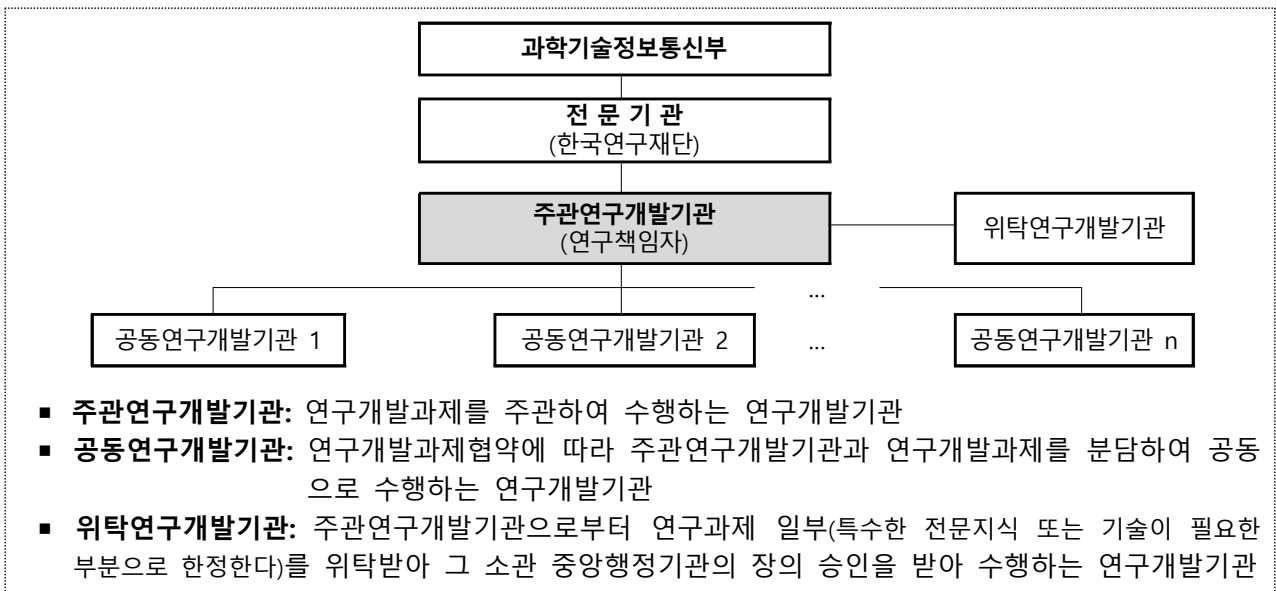 과학기술정보통신부
전 문 기 관
(한국연구재단)
주관연구개발기관
(연구책임자)
위탁연구개발기관
...
공동연구개발기관 1
공동연구개발기관 2
...
공동연구개발기관 n
▪ 주관연구개발기관: 연구개발과제를 주관하여 수행하는 연구개발기관
▪ 공동연구개발기관: 연구개발과제협약에 따라 주관연구개발기관과 연구개발과제를 분담하여 공동
으로 수행하는 연구개발기관
▪ 위탁연구개발기관: 주관연구개발기관으로부터 연구과제 일부(특수한 전문지식 또는 기술이 필요한
부분으로 한정한다)를 위탁받아 그 소관 중앙행정기관의 장의 승인을 받아 수행하는 연구개발기관